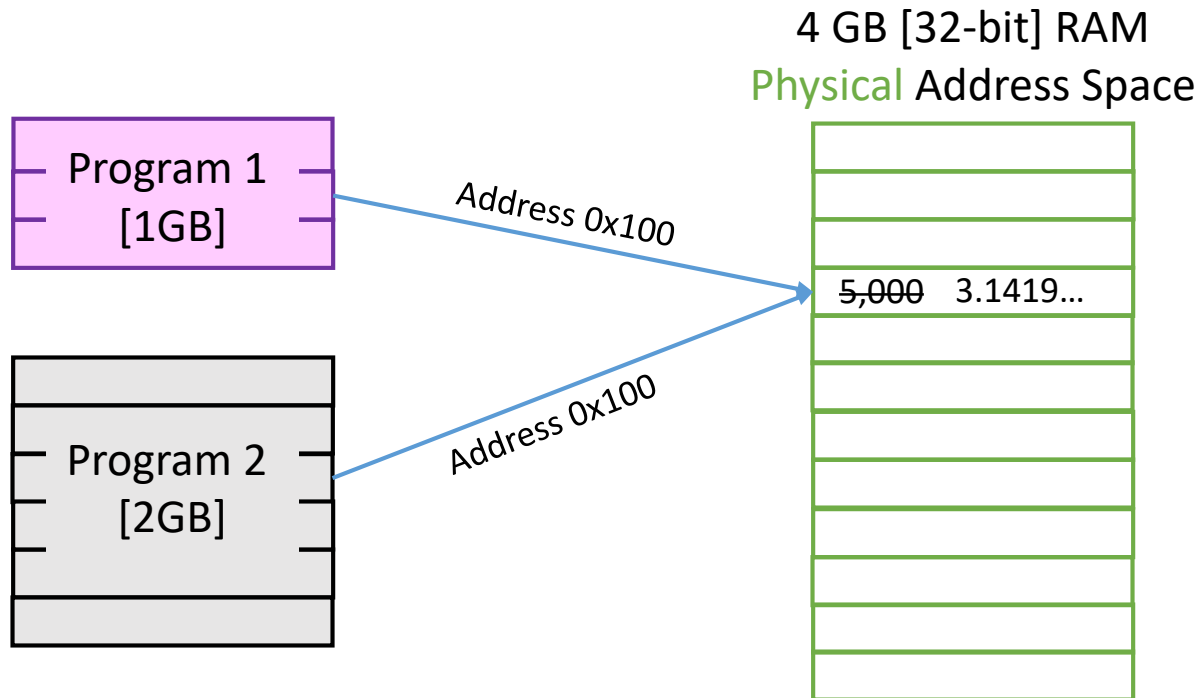 4 GB [32-bit] RAM
Physical Address Space
Program 1
[1GB]
Address 0x100
5,000 3.1419...
Address 0x100
Program 2
[2GB]